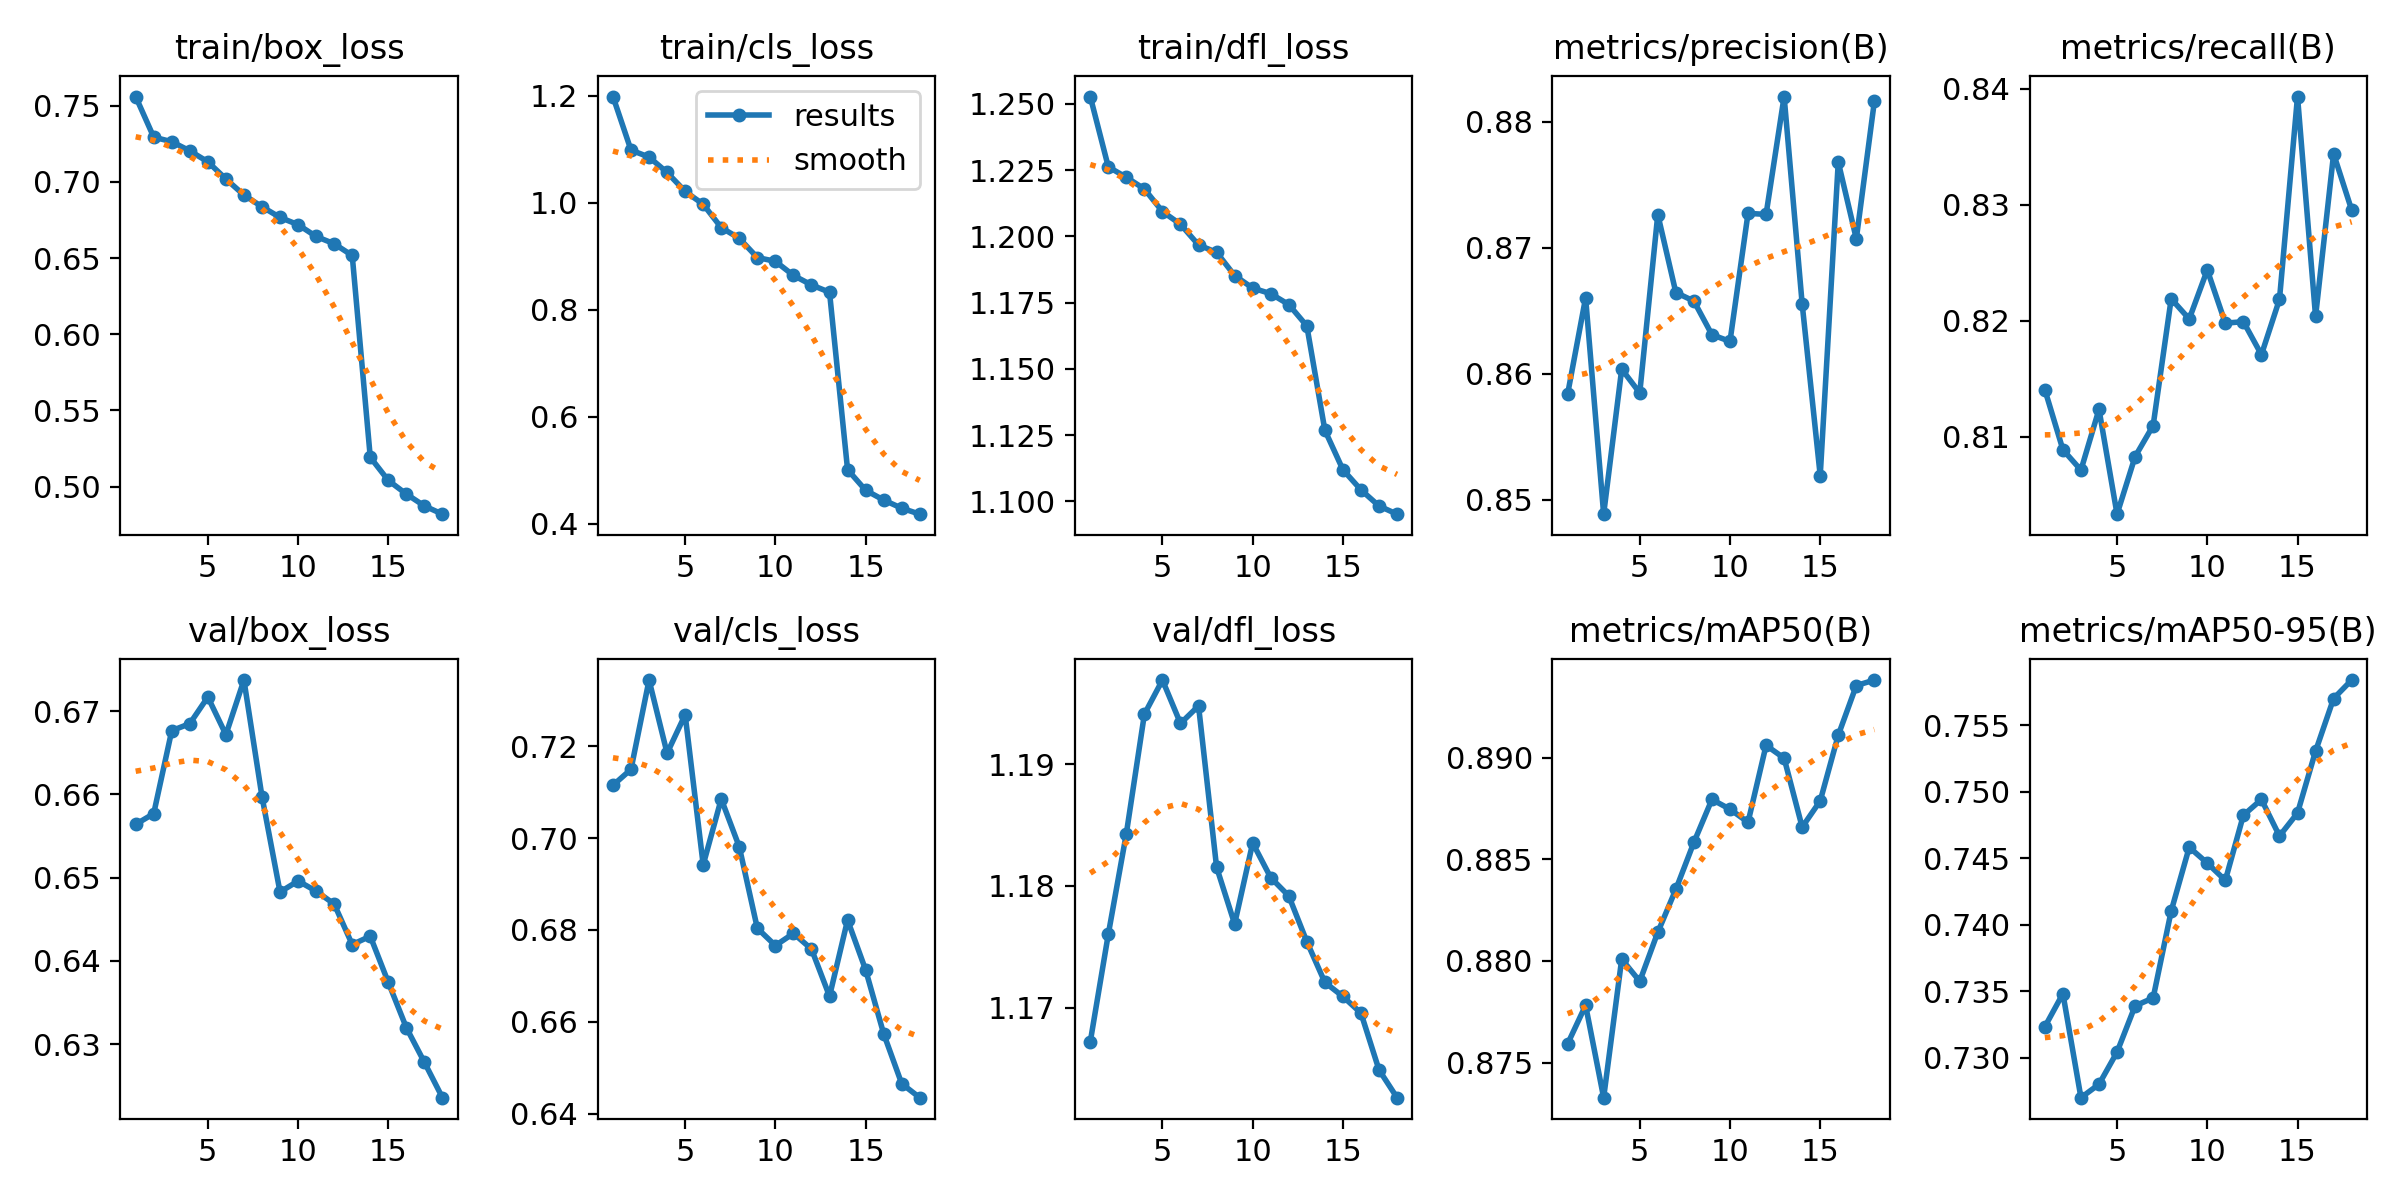 train/box_loss
0.75
0.70
0.65
0.60
0.55
0.50
5 10 15
train/cls_loss
1.2
1.0
0.8
0.6
0.4
results
smooth
5 10 15
train/dfl_loss
1.250
1.225
1.200
1.175
1.150
1.125
1.100
5 10 15
metrics/precision(B)
0.88
0.87
0.86
0.85
5 10 15
metrics/recall(B)
0.84
0.83
0.82
0.81
5 10 15
val/box_loss
0.67
0.66
0.65
0.64
0.63
5 10 15
val/cls_loss
0.72
0.70
0.68
0.66
0.64
5 10 15
val/dfl_loss
1.19
1.18
1.17
5 10 15
metrics/mAP50(B)
0.890
0.885
0.880
0.875
5 10 15
metrics/mAP50-95(B)
0.755
0.750
0.745
0.740
0.735
0.730
5 10 15